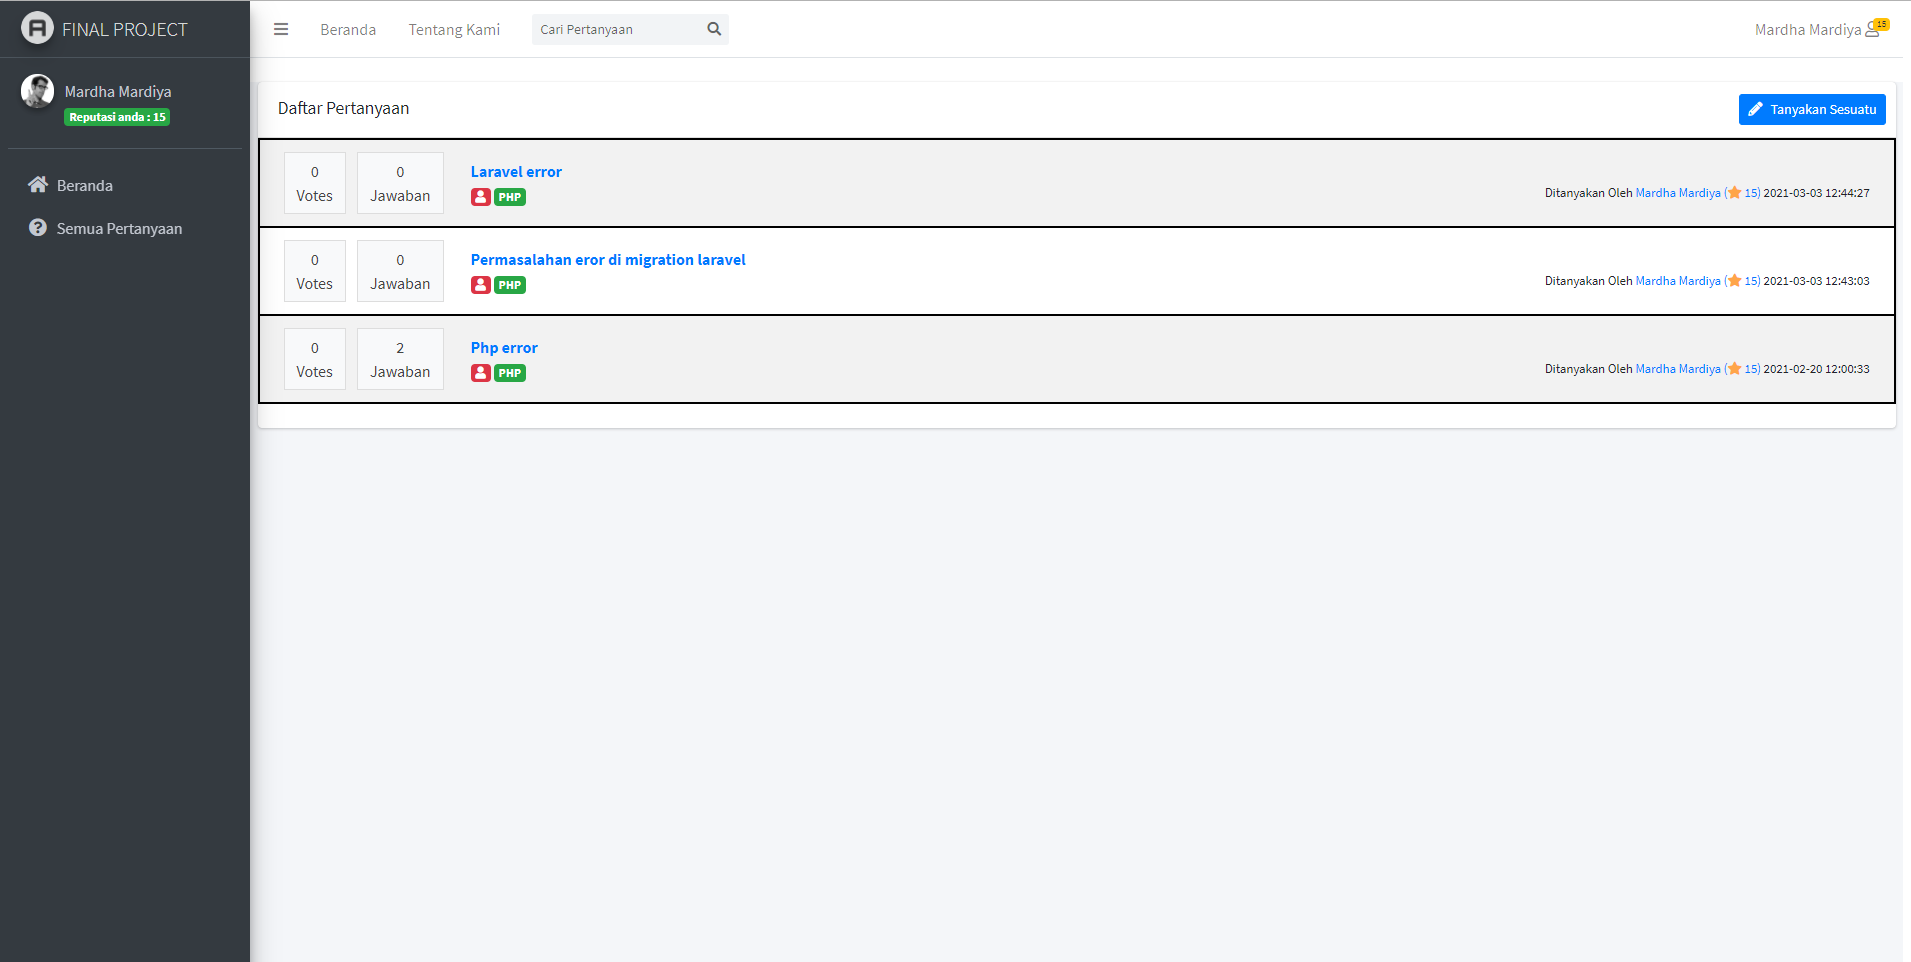 FINAL PROJECT
Beranda
Tentang Kami
Cari Pertanyaan
Mardha Mardiya 15
Mardha Mardiya
Reputasi anda : 15
Beranda
Semua Pertanyaan
Daftar Pertanyaan
Tanyakan Sesuatu
0
Votes
0
Jawaban
Laravel error
PHP
Ditanyakan Oleh Mardha Mardiya (15) 2021-03-03 12:44:27
0
Votes
0
Jawaban
Permasalahan eror di migration laravel
PHP
Ditanyakan Oleh Mardha Mardiya (15) 2021-03-03 12:43:03
0
Votes
2
Jawaban
Php error
PHP
Ditanyakan Oleh Mardha Mardiya (15) 2021-02-20 12:00:33